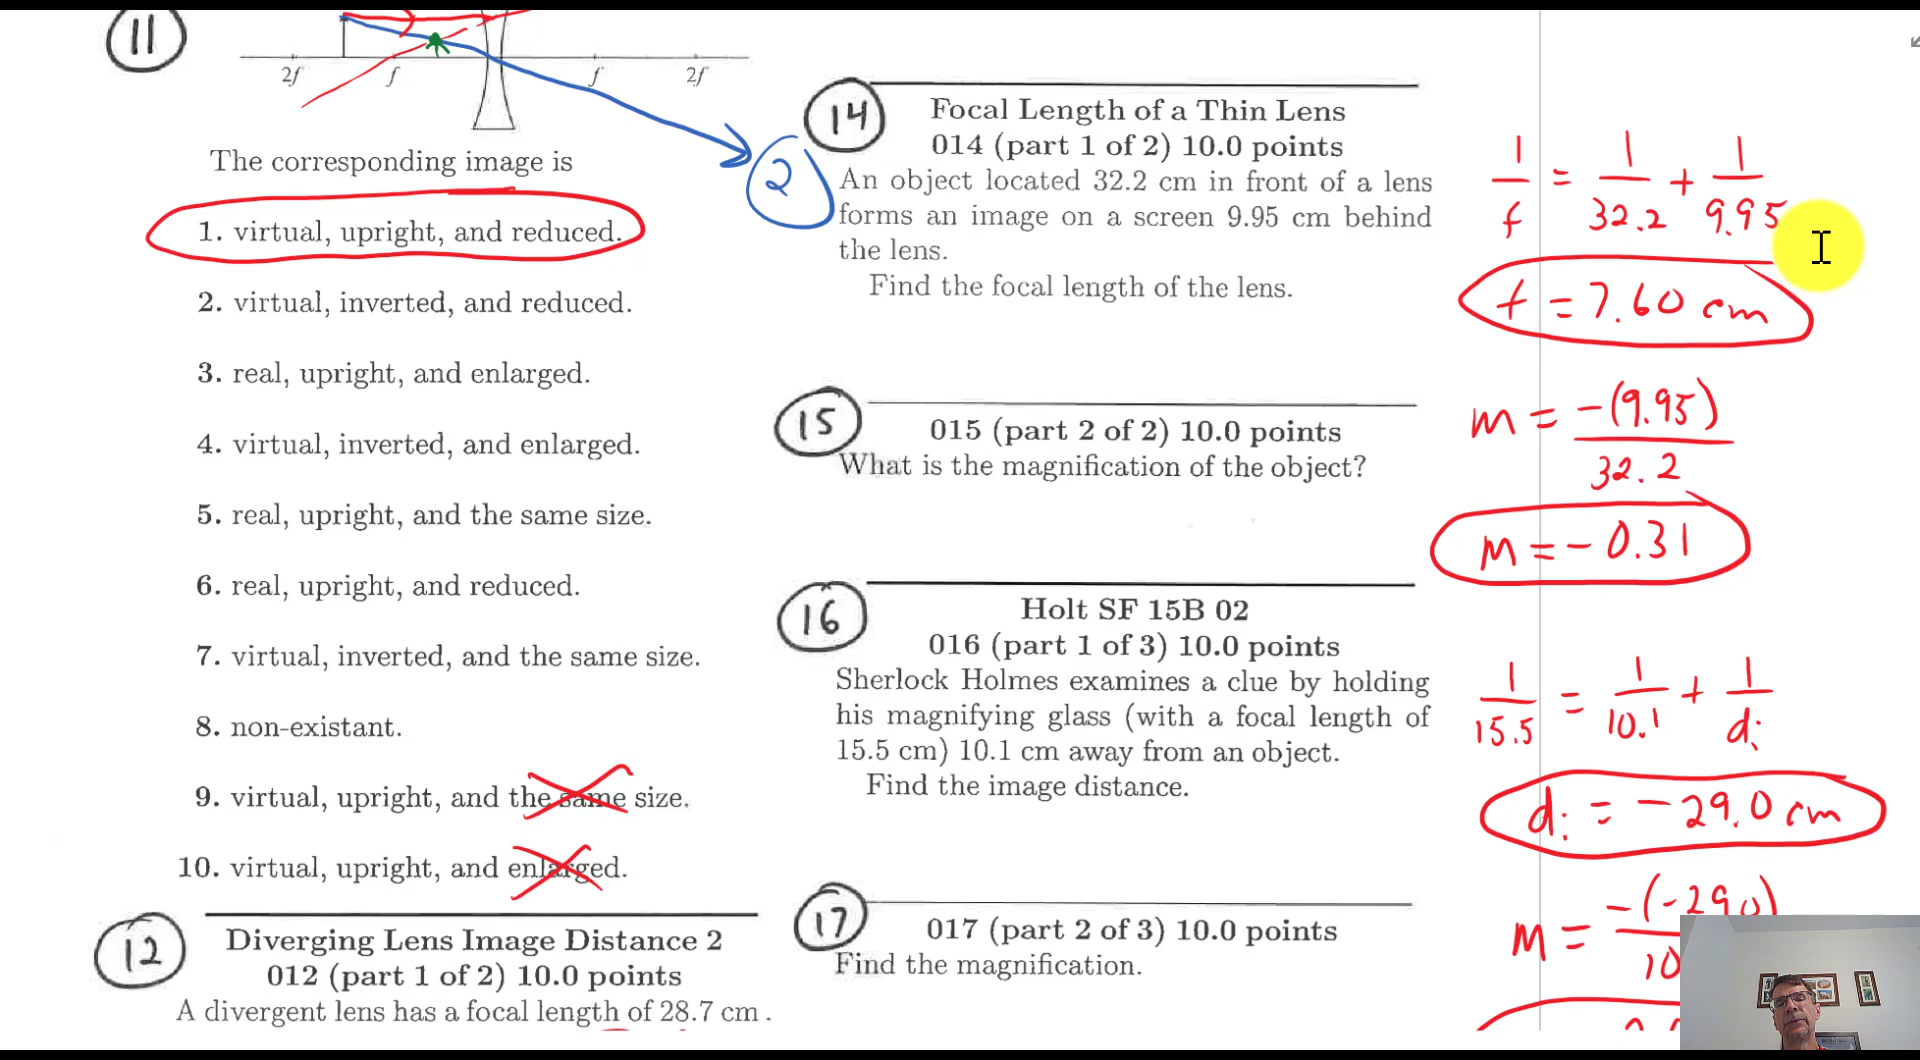 11
2f
f
f
2f
The corresponding image is
1. virtual, upright, and reduced.
2. virtual, inverted, and reduced.
3. real, upright, and enlarged.
4. virtual, inverted, and enlarged.
5. real, upright, and the same size.
6. real, upright, and reduced.
7. virtual, inverted, and the same size.
8. non-existant.
9. virtual, upright, and the same size.
10. virtual, upright, and enlarged.
12
Diverging Lens Image Distance 2
012 (part 1 of 2) 10.0 points
A divergent lens has a focal length of 28.7 cm .
2
14
Focal Length of a Thin Lens
014 (part 1 of 2) 10.0 points
An object located 32.2 cm in front of a lens
forms an image on a screen 9.95 cm behind
the lens.
Find the focal length of the lens.
1/f = 1/32.2 + 1/9.95
f = 7.60 cm
15
015 (part 2 of 2) 10.0 points
What is the magnification of the object?
m = -(9.95)/32.2
m = - 0.31
16
Holt SF 15B 02
016 (part 1 of 3) 10.0 points
Sherlock Holmes examines a clue by holding
his magnifying glass (with a focal length of
15.5 cm) 10.1 cm away from an object.
Find the image distance.
1/15.5 = 1/10.1 + 1/di
di = -29.0 cm
17
017 (part 2 of 3) 10.0 points
Find the magnification.
m = -(-29.0)/10